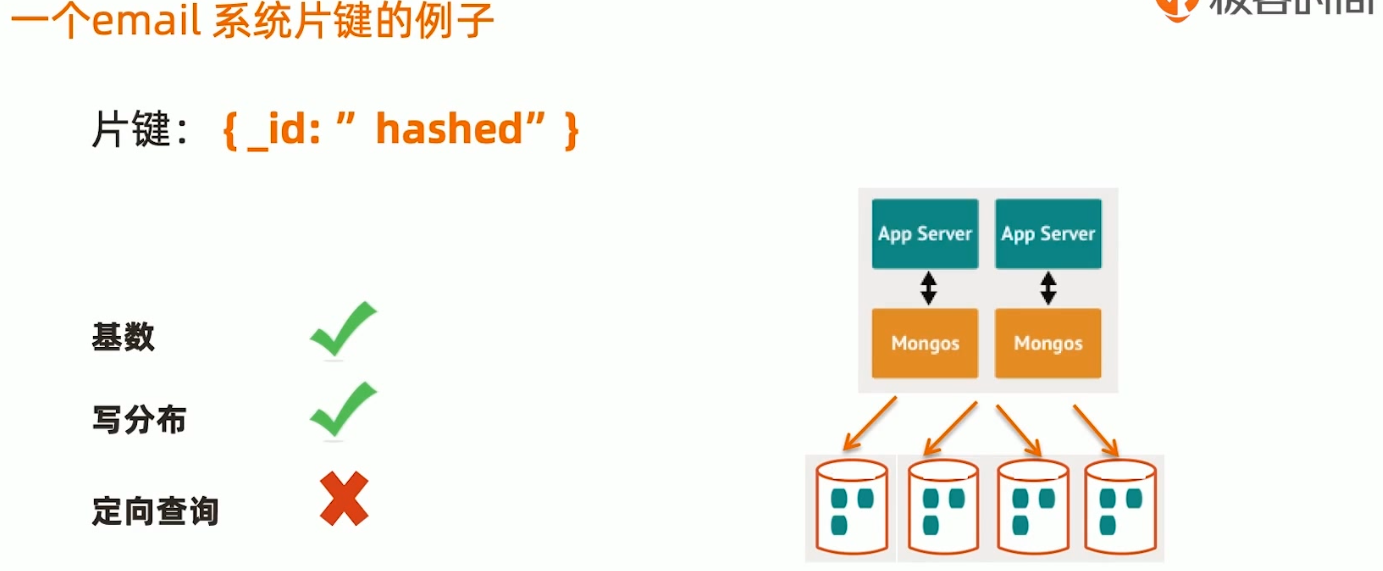 一个email 系统片键的例子
片键： { _id: ” hashed” }
基数
写分布
定向查询
App Server
App Server
Mongos
Mongos